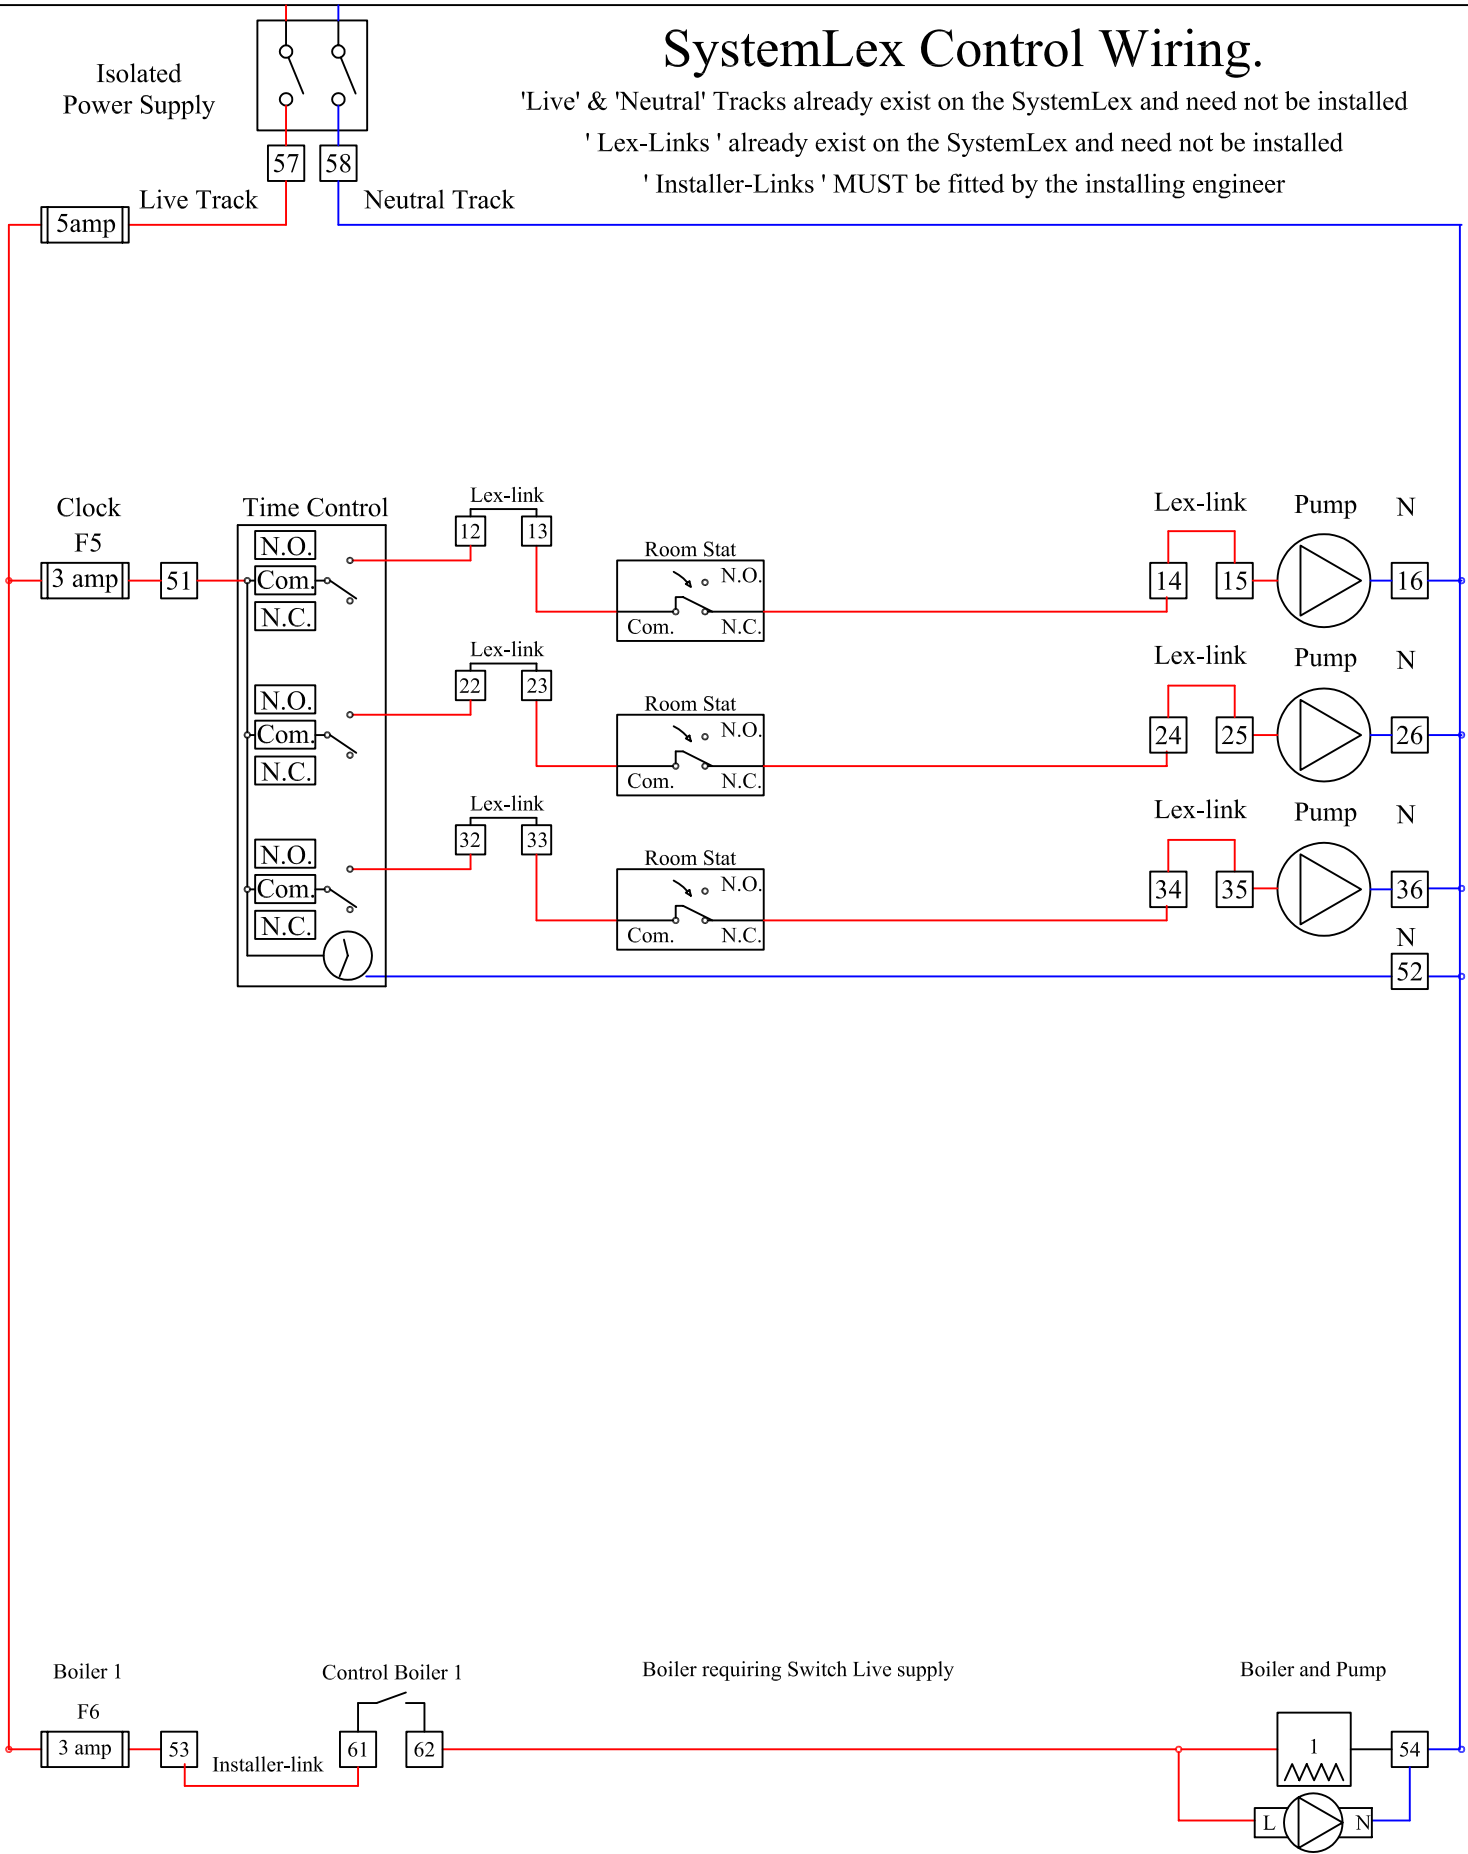 SystemLex Control Wiring.
'Live' & 'Neutral' Tracks already exist on the SystemLex and need not be installed
' Lex-Links ' already exist on the SystemLex and need not be installed
' Installer-Links ' MUST be fitted by the installing engineer
Isolated
Power Supply
57 58
Live Track Neutral Track
5amp
Clock
F5
3 amp 51
Time Control
N.O.
Com.
N.C.
Lex-link
12 13
Room Stat
N.O.
Com. N.C.
Lex-link Pump N
14 15 16
N.O.
Com.
N.C.
Lex-link
22 23
Room Stat
N.O.
Com. N.C.
Lex-link Pump N
24 25 26
N.O.
Com.
N.C.
Lex-link
32 33
Room Stat
N.O.
Com. N.C.
Lex-link Pump N
34 35 36
N
52
Boiler 1
F6
3 amp 53
Installer-link
Control Boiler 1
61 62
Boiler requiring Switch Live supply
Boiler and Pump
1 54
L N